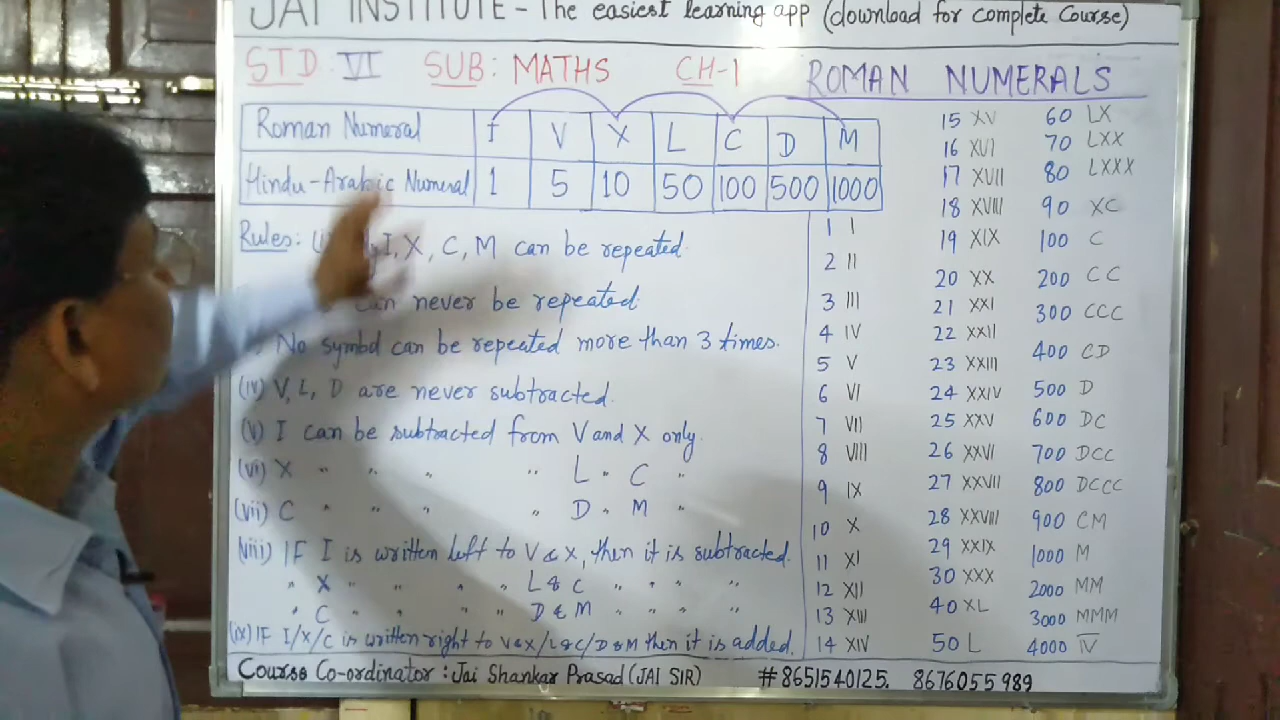 JAI INSTITUTE - The easiest learning app (download for complete Course)
STD VI SUB: MATHS CH-1 ROMAN NUMERALS
Roman Numeral I V X L C D M
Hindu-Arabic Numeral 1 5 10 50 100 500 1000
Rules: I, X, C, M can be repeated
can never be repeated
No symbol can be repeated more than 3 times.
(iv) V, L, D are never subtracted.
(v) I can be subtracted from V and X only.
(vi) X " " " " L " C "
(vii) C " " " " D " M "
(viii) IF I is written left to V & X, then it is subtracted.
" X " " " " L & C " " " "
" C " " " " D & M " " " "
(ix) IF I/X/C is written right to V&X/L&C/D&M then it is added.
1 I
2 II
3 III
4 IV
5 V
6 VI
7 VII
8 VIII
9 IX
10 X
11 XI
12 XII
13 XIII
14 XIV
15 XV
16 XVI
17 XVII
18 XVIII
19 XIX
20 XX
21 XXI
22 XXII
23 XXIII
24 XXIV
25 XXV
26 XXVI
27 XXVII
28 XXVIII
29 XXIX
30 XXX
40 XL
50 L
60 LX
70 LXX
80 LXXX
90 XC
100 C
200 CC
300 CCC
400 CD
500 D
600 DC
700 DCC
800 DCCC
900 CM
1000 M
2000 MM
3000 MMM
4000 I̅V̅
Course Co-ordinator : Jai Shankar Prasad (JAI SIR) # 8651540125. 8676055989